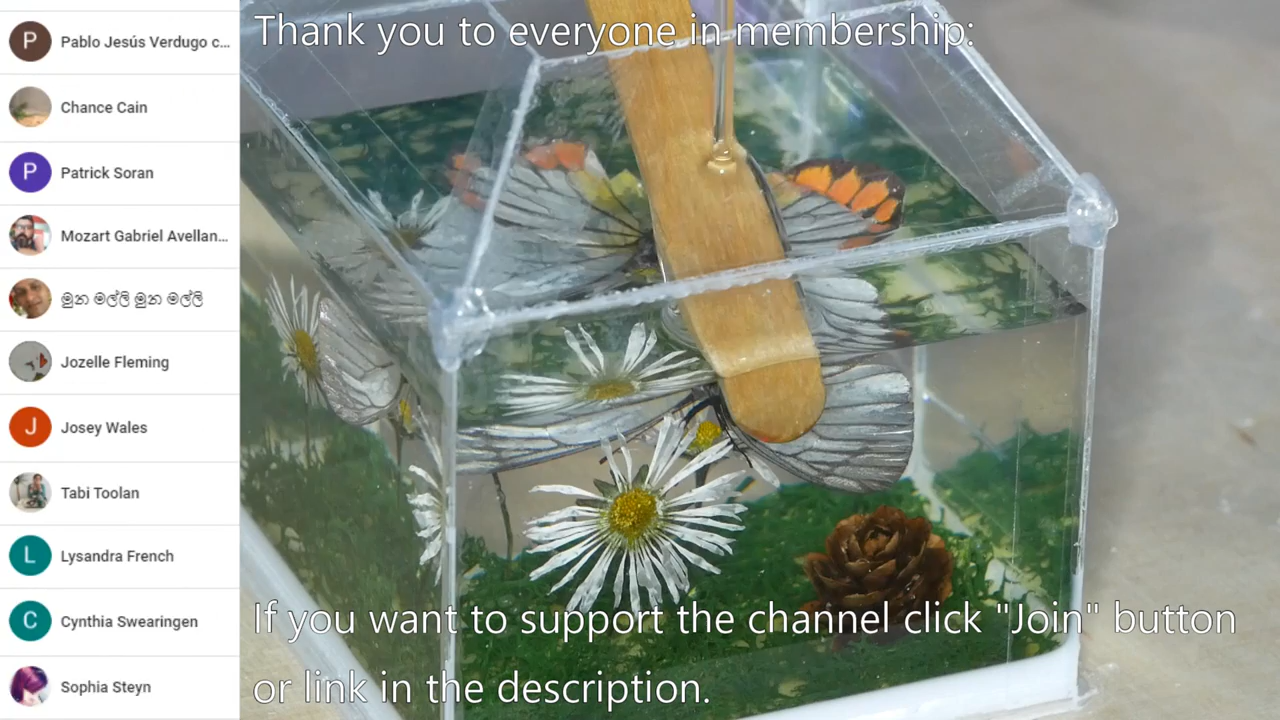 Thank you to everyone in membership:
P Pablo Jesús Verdugo c...
Chance Cain
P Patrick Soran
Mozart Gabriel Avellan...
මුන මල්ලි මුන මල්ලි
Jozelle Fleming
J Josey Wales
Tabi Toolan
L Lysandra French
C Cynthia Swearingen
Sophia Steyn
If you want to support the channel click "Join" button
or link in the description.